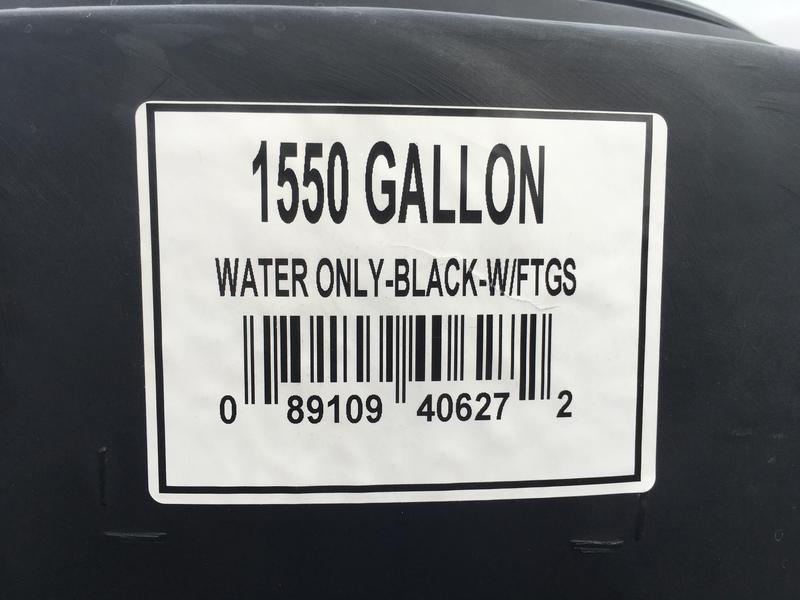 1550 GALLON
WATER ONLY-BLACK-W/FTGS
0 89109 40627 2